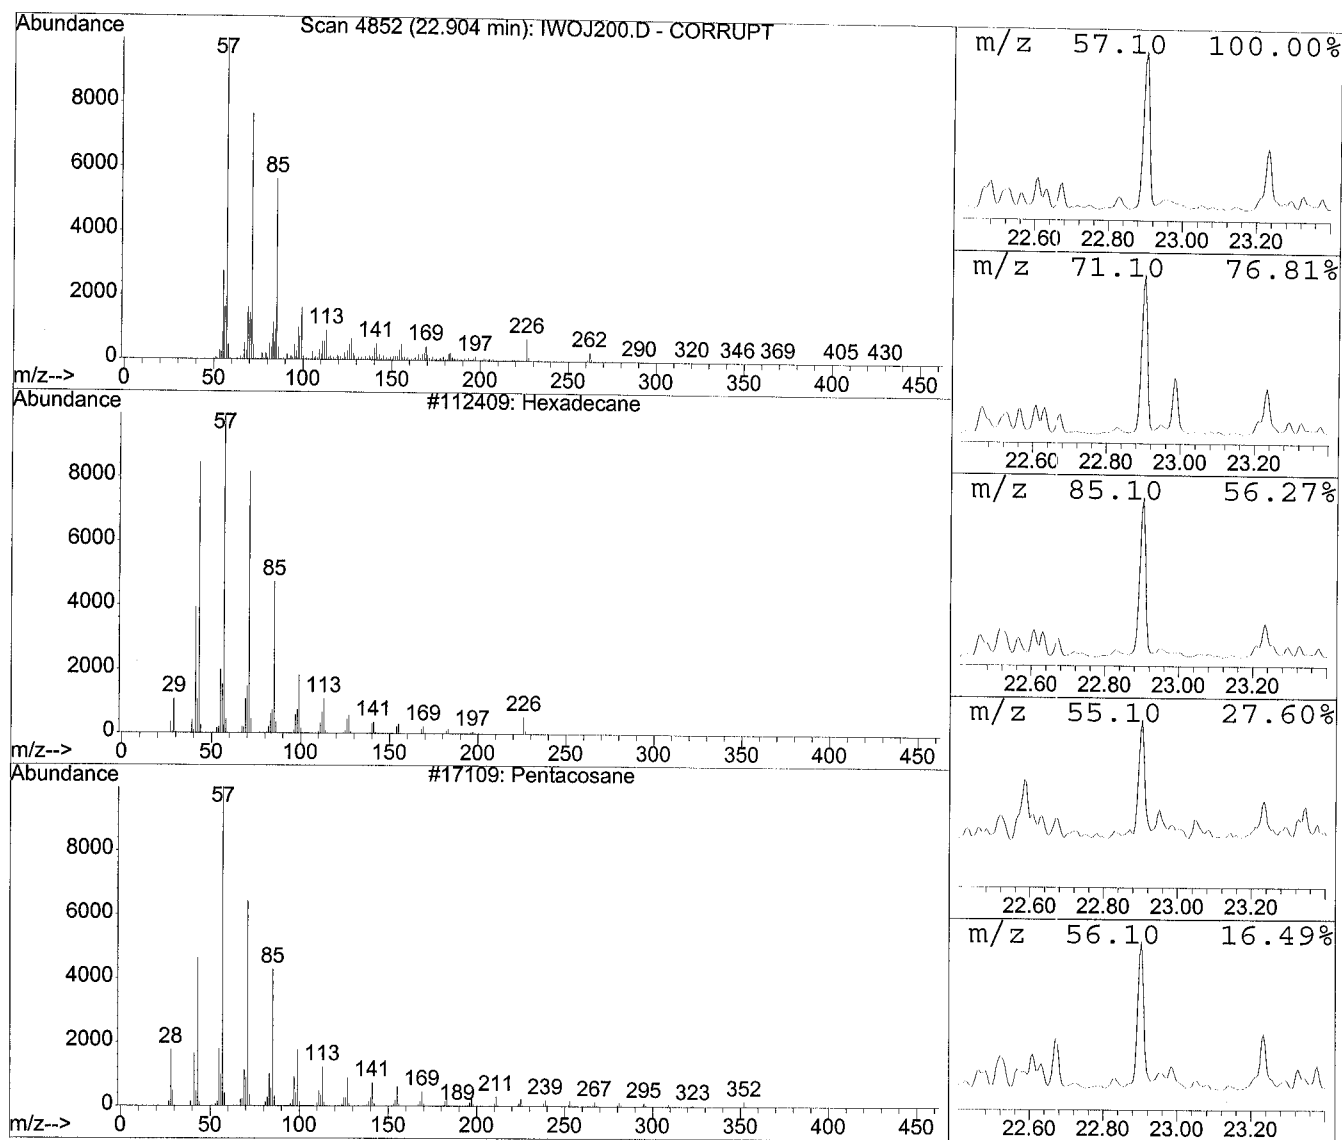 Abundance
Scan 4852 (22.904 min): IWOJ200.D - CORRUPT
57
8000
85
6000
4000
2000
113
141
169
197
226
262
290
320
346
369
405
430
0
m/z-->
0 50 100 150 200 250 300 350 400 450
Abundance
#112409: Hexadecane
57
8000
6000
85
4000
2000
29
113
141
169
197
226
0
m/z-->
0 50 100 150 200 250 300 350 400 450
Abundance
#17109: Pentacosane
57
8000
6000
85
4000
2000
28
113
141
169
189
211
239
267
295
323
352
0
m/z-->
0 50 100 150 200 250 300 350 400 450
m/z 57.10 100.00%
22.60 22.80 23.00 23.20
m/z 71.10 76.81%
22.60 22.80 23.00 23.20
m/z 85.10 56.27%
22.60 22.80 23.00 23.20
m/z 55.10 27.60%
22.60 22.80 23.00 23.20
m/z 56.10 16.49%
22.60 22.80 23.00 23.20